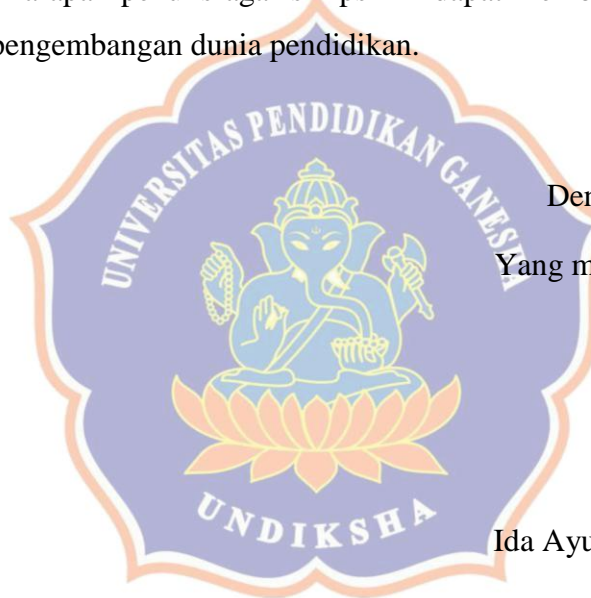 pengembangan dunia pendidikan.
UNIVERSITAS PENDIDIKAN GANESHA
Yang m
UNDIKSHA
Ida Ayu